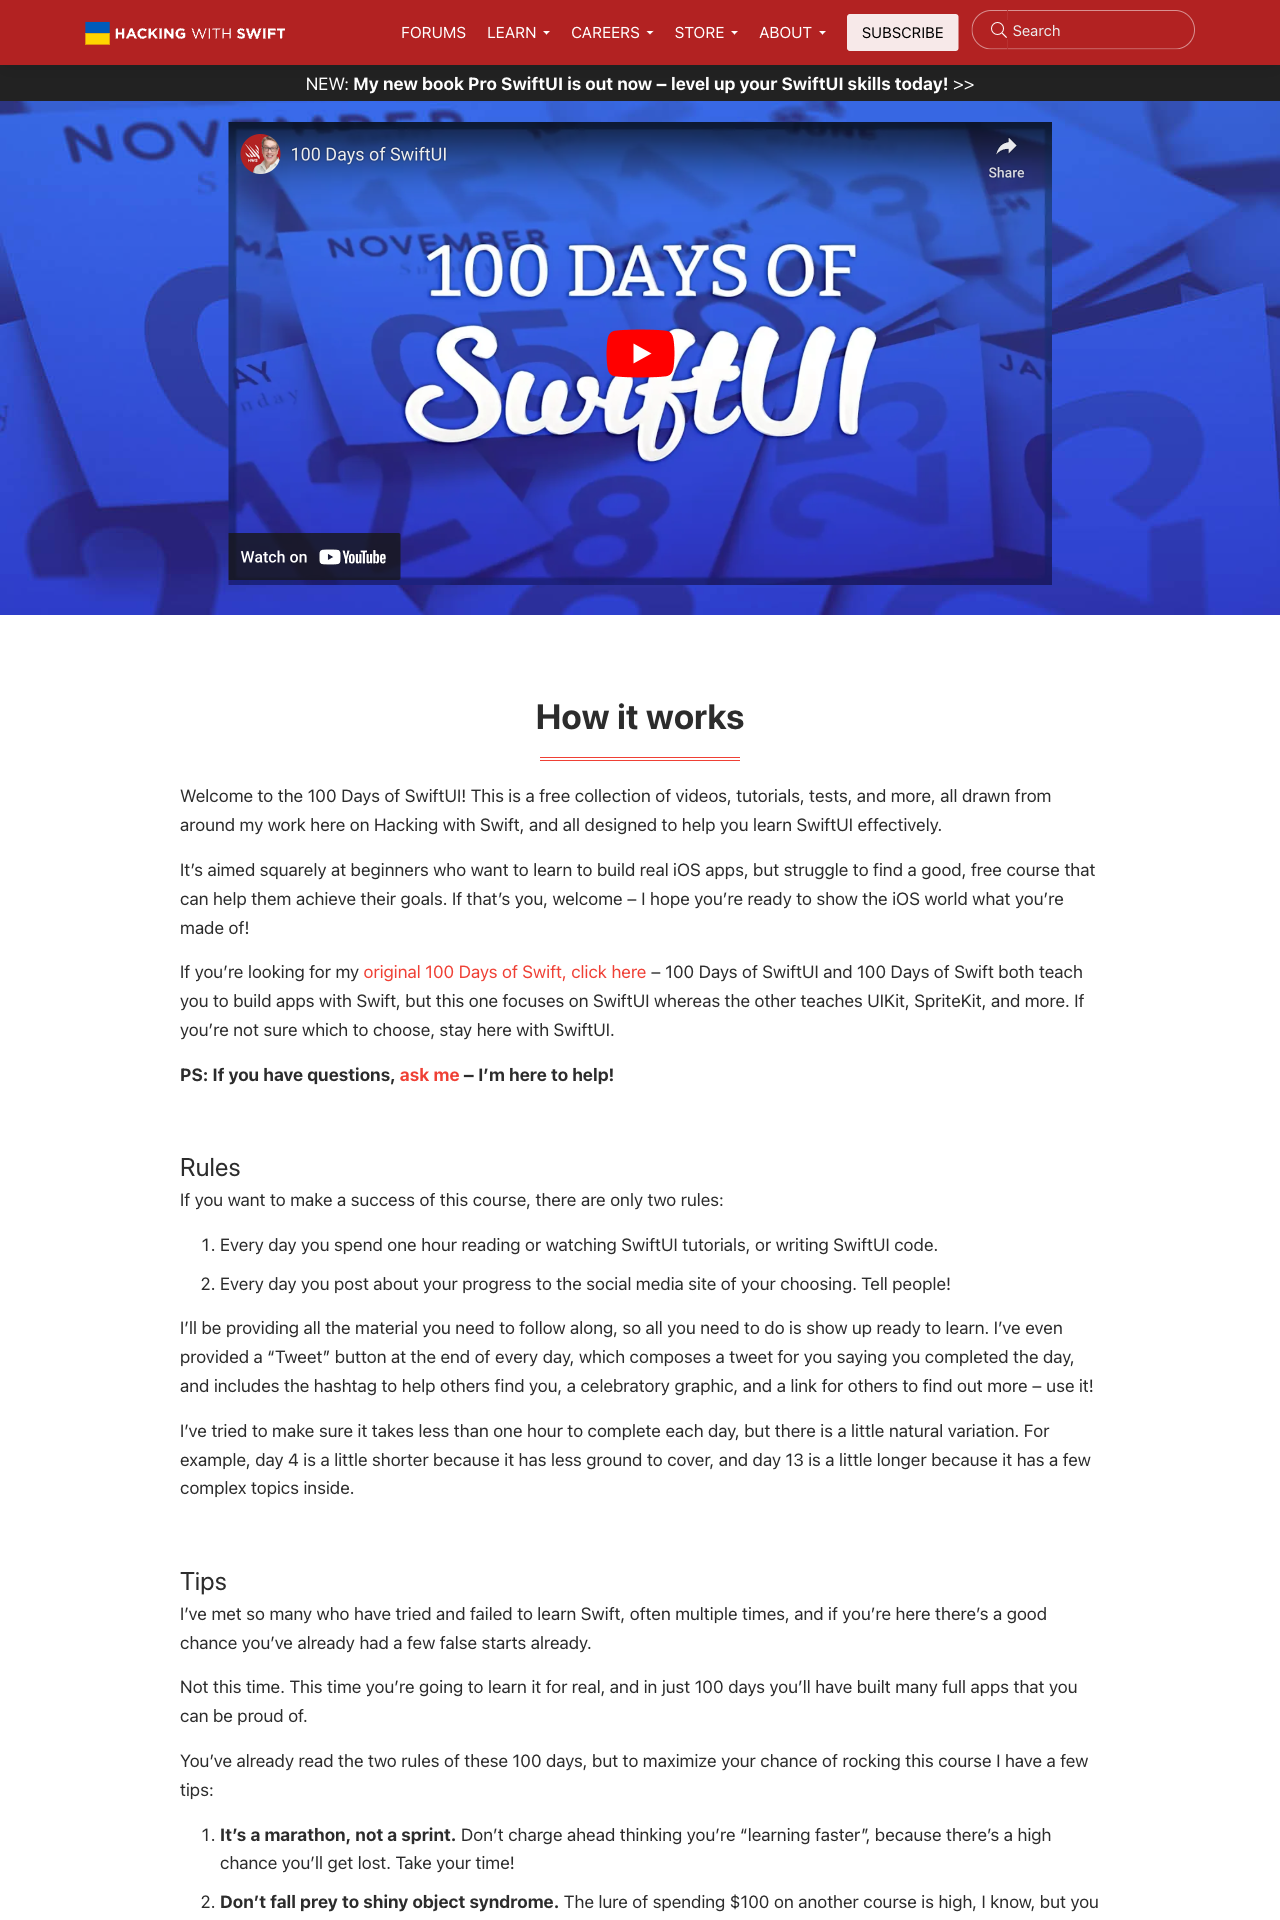 HACKING WITH SWIFT
FORUMS LEARN CAREERS STORE ABOUT SUBSCRIBE Search
NEW: My new book Pro SwiftUI is out now – level up your SwiftUI skills today! >>
100 Days of SwiftUI
Share
NOVEMBER
100 DAYS OF
SwiftUI
Watch on YouTube
How it works
Welcome to the 100 Days of SwiftUI! This is a free collection of videos, tutorials, tests, and more, all drawn from
around my work here on Hacking with Swift, and all designed to help you learn SwiftUI effectively.
It’s aimed squarely at beginners who want to learn to build real iOS apps, but struggle to find a good, free course that
can help them achieve their goals. If that’s you, welcome – I hope you’re ready to show the iOS world what you’re
made of!
If you’re looking for my original 100 Days of Swift, click here – 100 Days of SwiftUI and 100 Days of Swift both teach
you to build apps with Swift, but this one focuses on SwiftUI whereas the other teaches UIKit, SpriteKit, and more. If
you’re not sure which to choose, stay here with SwiftUI.
PS: If you have questions, ask me – I’m here to help!
Rules
If you want to make a success of this course, there are only two rules:
1. Every day you spend one hour reading or watching SwiftUI tutorials, or writing SwiftUI code.
2. Every day you post about your progress to the social media site of your choosing. Tell people!
I’ll be providing all the material you need to follow along, so all you need to do is show up ready to learn. I’ve even
provided a “Tweet” button at the end of every day, which composes a tweet for you saying you completed the day,
and includes the hashtag to help others find you, a celebratory graphic, and a link for others to find out more – use it!
I’ve tried to make sure it takes less than one hour to complete each day, but there is a little natural variation. For
example, day 4 is a little shorter because it has less ground to cover, and day 13 is a little longer because it has a few
complex topics inside.
Tips
I’ve met so many who have tried and failed to learn Swift, often multiple times, and if you’re here there’s a good
chance you’ve already had a few false starts already.
Not this time. This time you’re going to learn it for real, and in just 100 days you’ll have built many full apps that you
can be proud of.
You’ve already read the two rules of these 100 days, but to maximize your chance of rocking this course I have a few
tips:
1. It’s a marathon, not a sprint. Don’t charge ahead thinking you’re “learning faster”, because there’s a high
chance you’ll get lost. Take your time!
2. Don’t fall prey to shiny object syndrome. The lure of spending $100 on another course is high, I know, but you